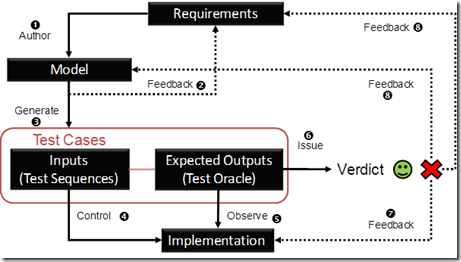 Requirements
❶
Author
Feedback ❽
Model
Feedback ❷
Feedback
❽
Generate
❸
Test Cases
❻
Issue
Inputs
(Test Sequences)
Expected Outputs
(Test Oracle)
Verdict
Control ❹
Observe ❺
❼
Feedback
Implementation